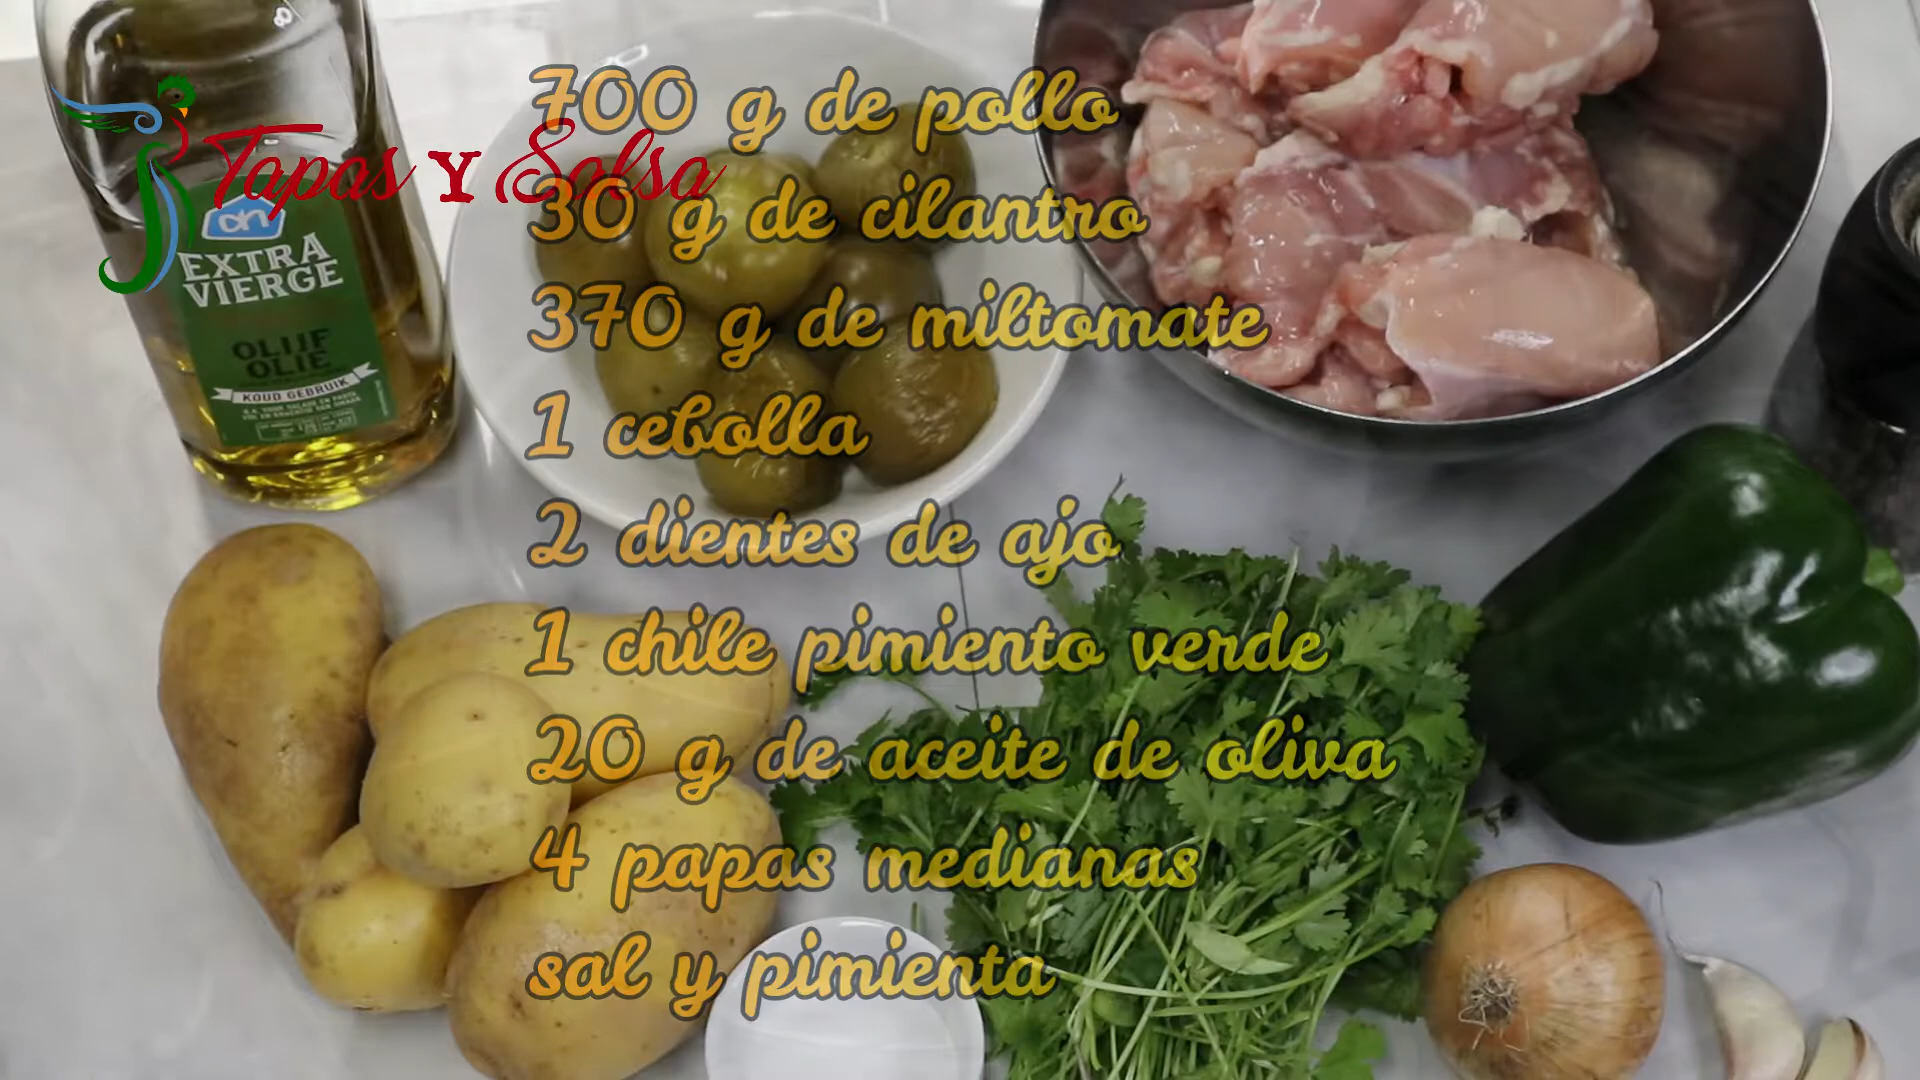 Tapas Y Salsa
700 g de pollo
30 g de cilantro
370 g de miltomate
1 cebolla
2 dientes de ajo
1 chile pimiento verde
20 g de aceite de oliva
4 papas medianas
sal y pimienta
ah
EXTRA
VIERGE
OLIJF
OLIE
KOUD GEBRUIK